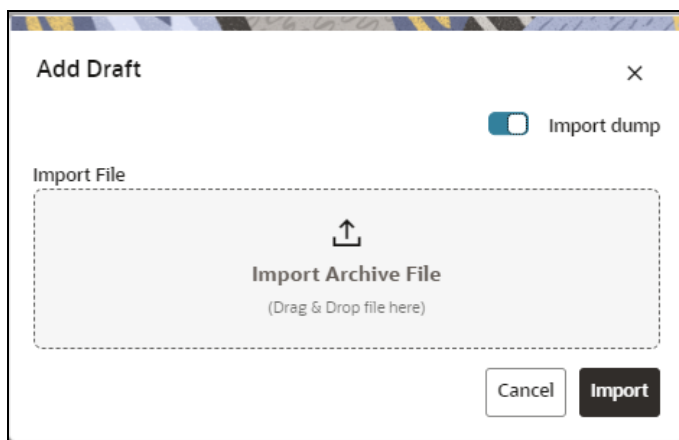 Add Draft
Import dump
Import File
Import Archive File
(Drag & Drop file here)
Cancel
Import